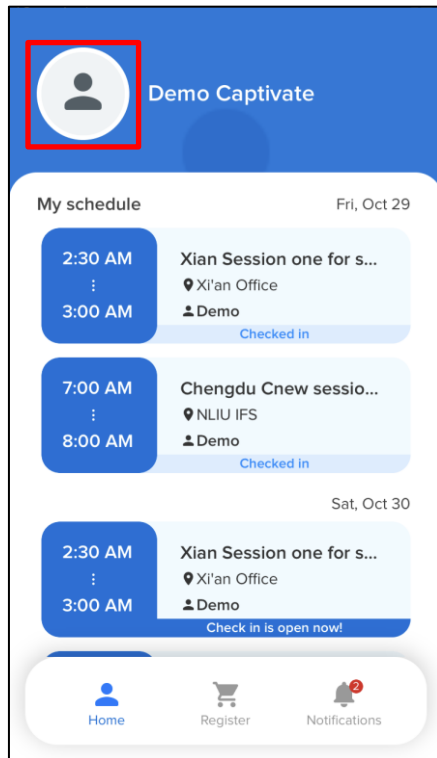 Demo Captivate
My schedule Fri, Oct 29
2:30 AM Xian Session one for s...
Xi'an Office
3:00 AM Demo
Checked in
7:00 AM Chengdu Cnew sessio...
NLIU IFS
8:00 AM Demo
Checked in
Sat, Oct 30
2:30 AM Xian Session one for s...
Xi'an Office
3:00 AM Demo
Check in is open now!
2
Home Register Notifications